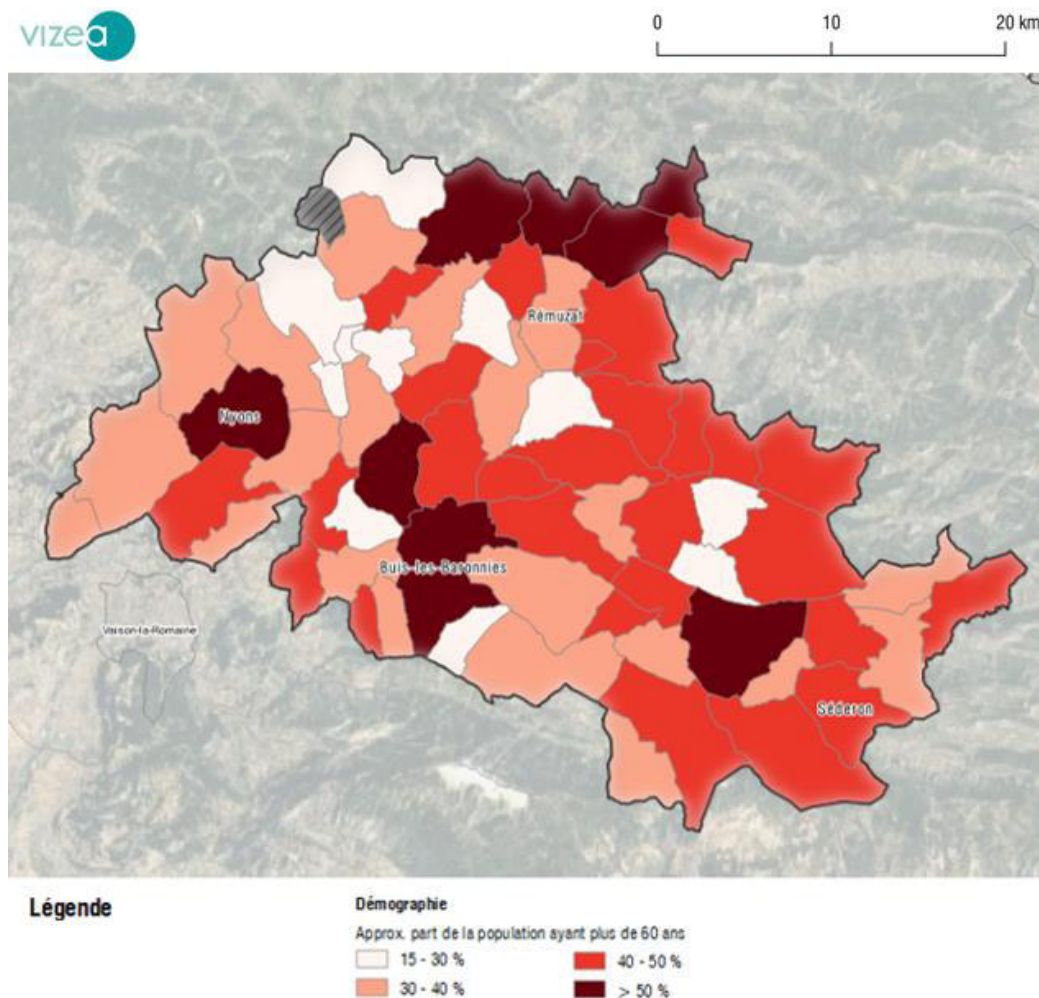 vizea
0 10 20 km
Rémuzat
Nyons
Buis-les-Baronnies
Vaison-la-Romaine
Séderon
Légende
Démographie
Approx. part de la population ayant plus de 60 ans
15 - 30 %
40 - 50 %
30 - 40 %
> 50 %